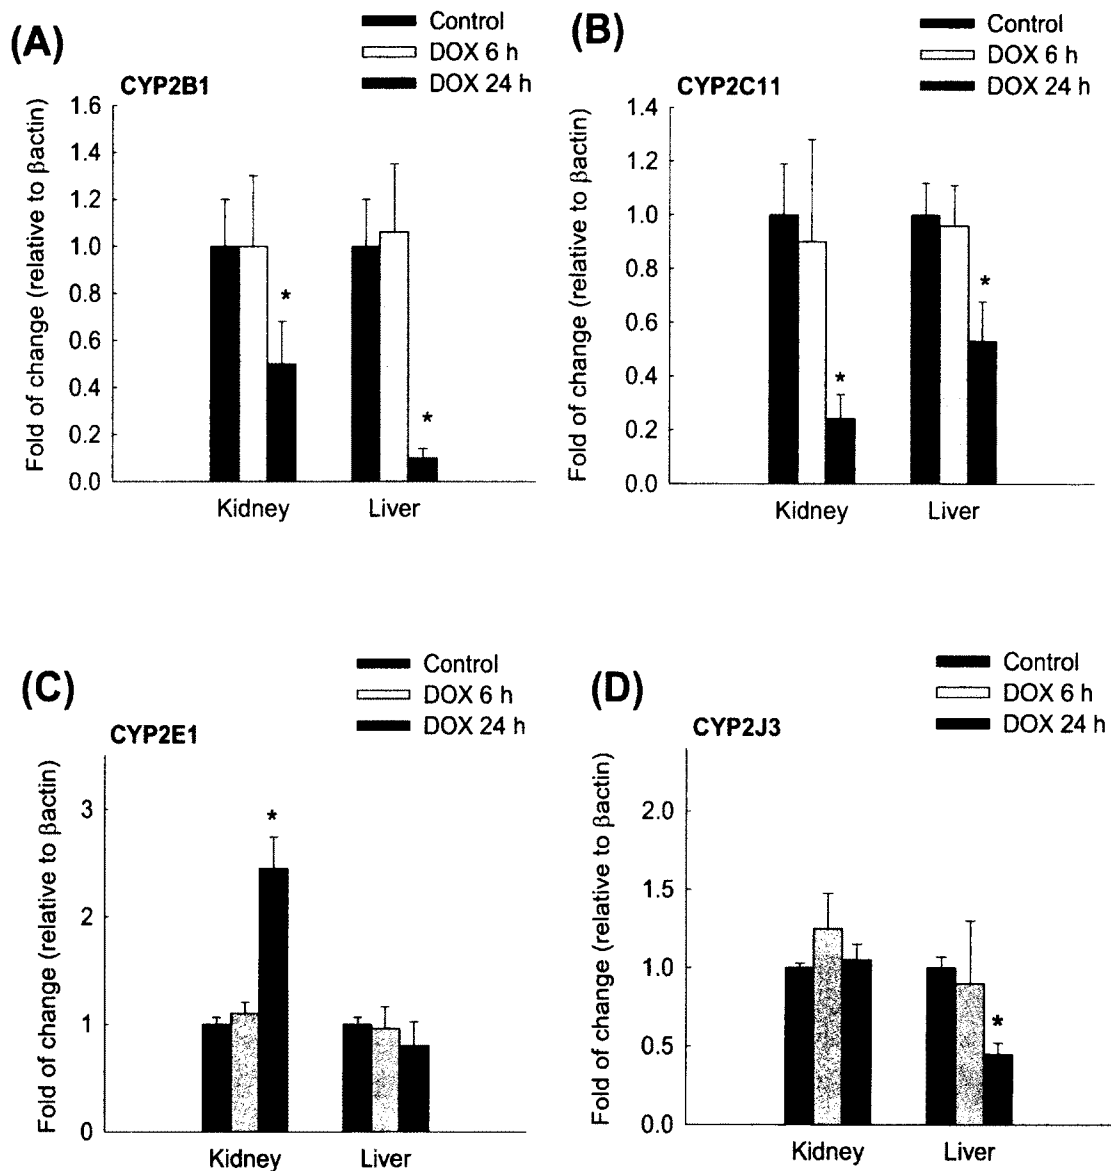 (A)
Control
DOX 6 h
DOX 24 h
CYP2B1
Fold of change (relative to βactin)
1.6
1.4
1.2
1.0
0.8
0.6
0.4
0.2
0.0
*
*
Kidney
Liver
(B)
Control
DOX 6 h
DOX 24 h
CYP2C11
Fold of change (relative to βactin)
1.4
1.2
1.0
0.8
0.6
0.4
0.2
0.0
*
*
Kidney
Liver
(C)
Control
DOX 6 h
DOX 24 h
CYP2E1
Fold of change (relative to βactin)
3
2
1
0
*
Kidney
Liver
(D)
Control
DOX 6 h
DOX 24 h
CYP2J3
Fold of change (relative to βactin)
2.0
1.5
1.0
0.5
0.0
*
Kidney
Liver